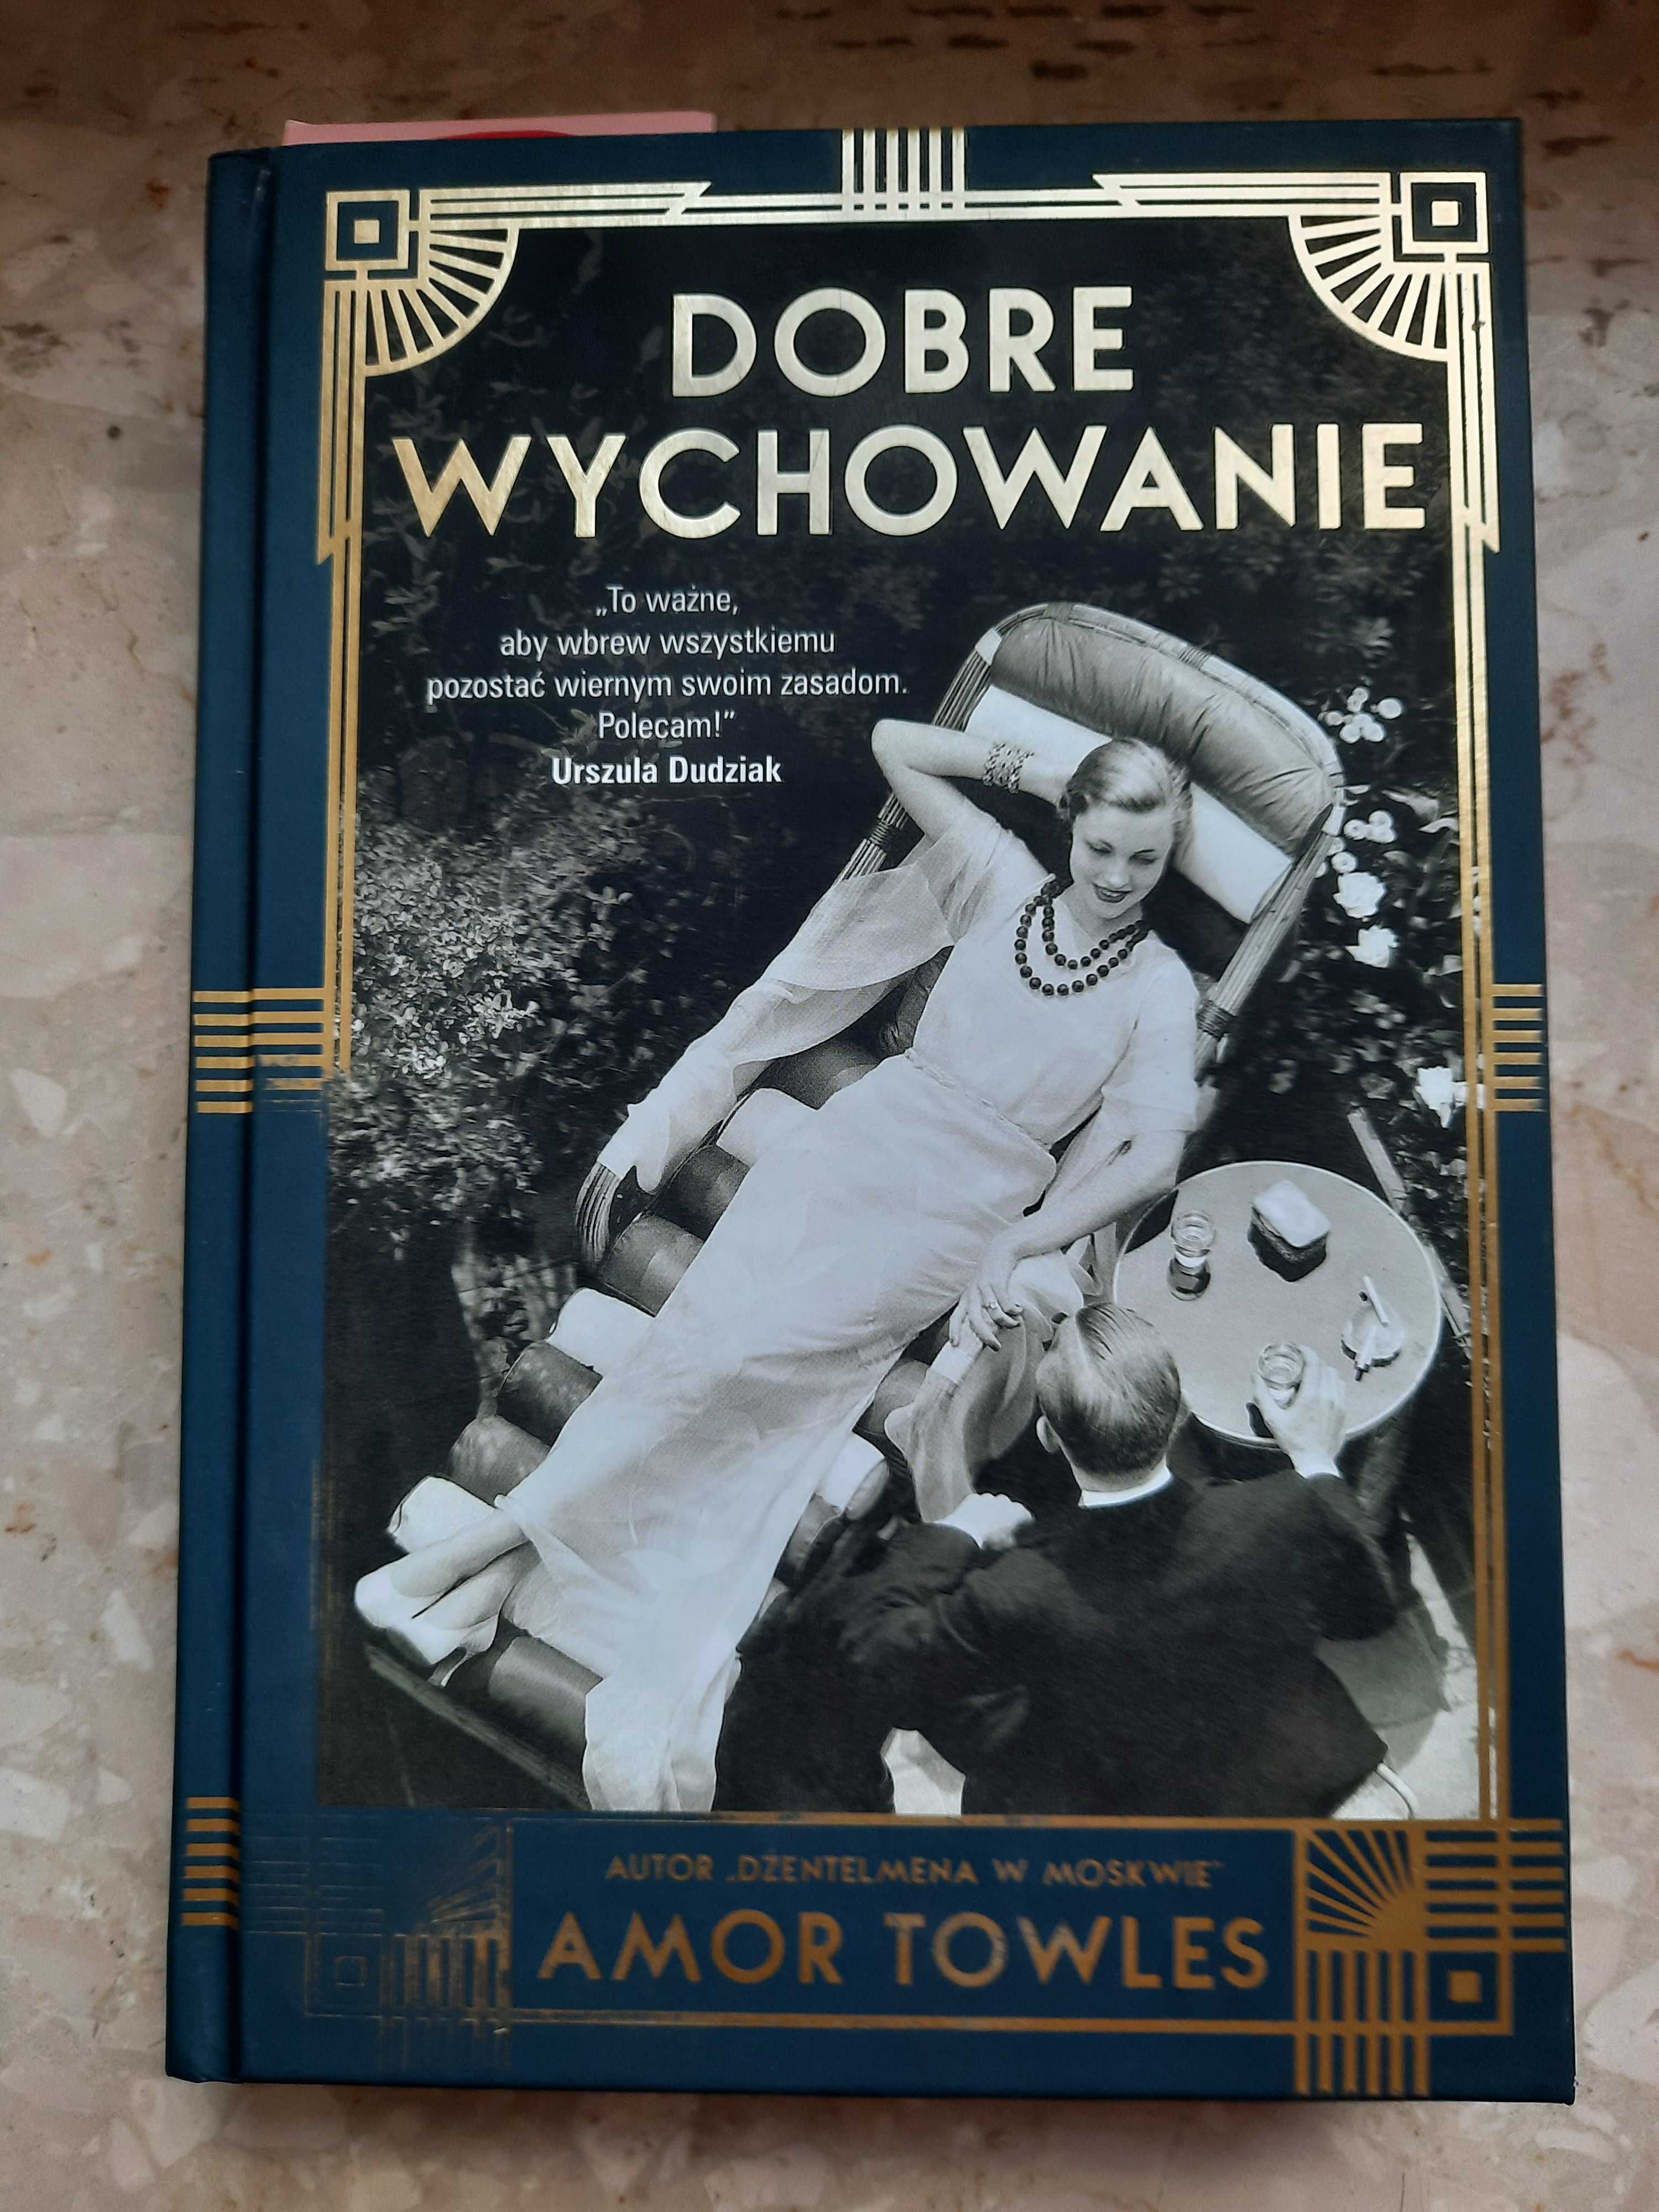 DOBRE
WYCHOWANIE
„To ważne,
aby wbrew wszystkiemu
pozostać wiernym swoim zasadom.
Polecam!”
Urszula Dudziak
AUTOR „DŻENTELMENA W MOSKWIE”
AMOR TOWLES